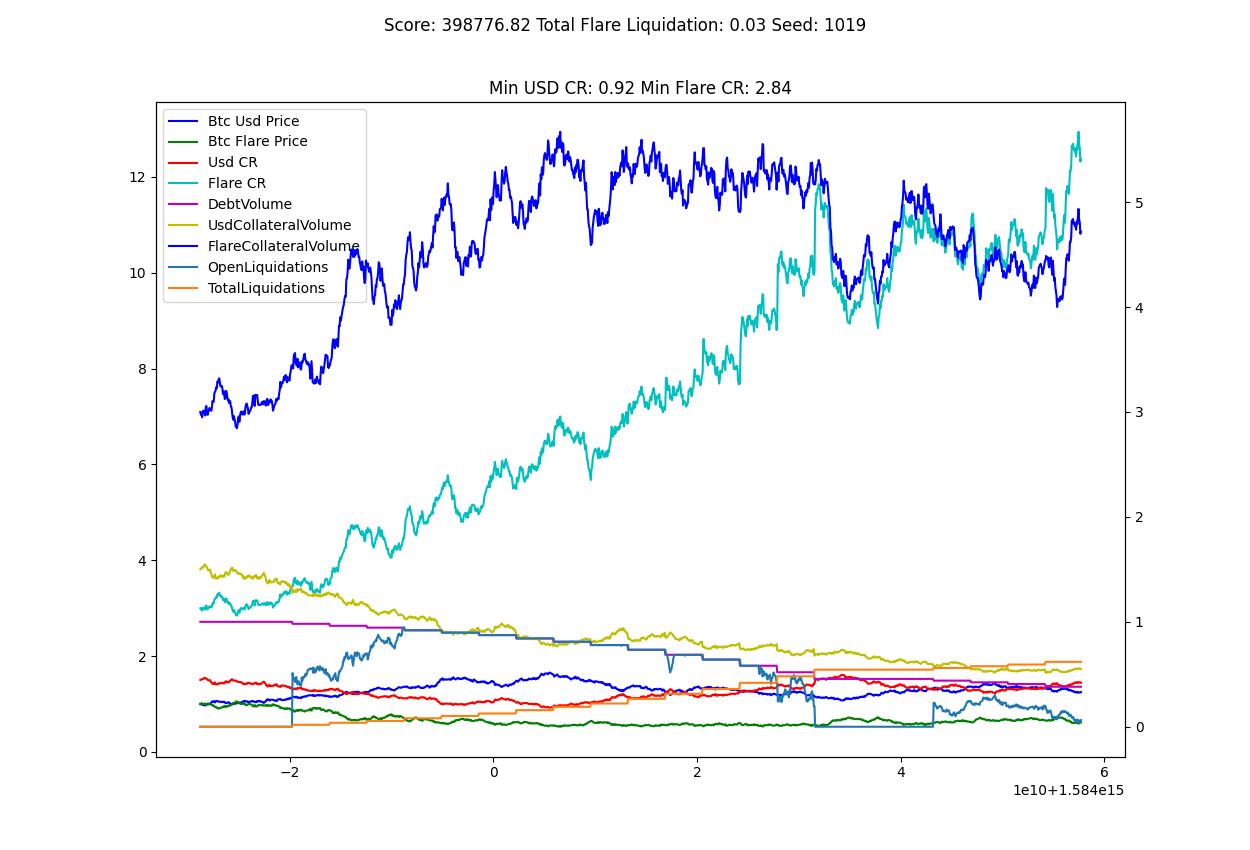 Score: 398776.82 Total Flare Liquidation: 0.03 Seed: 1019
Min USD CR: 0.92 Min Flare CR: 2.84
Btc Usd Price
Btc Flare Price
Usd CR
Flare CR
DebtVolume
UsdCollateralVolume
FlareCollateralVolume
OpenLiquidations
TotalLiquidations
12
10
8
6
4
2
0
5
4
3
2
1
0
−2
0
2
4
6
1e10+1.584e15